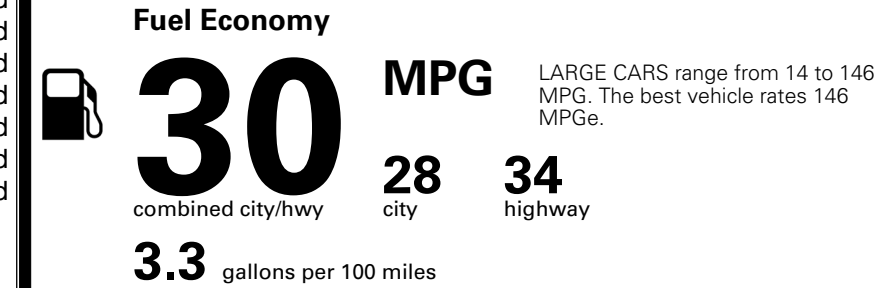 Fuel Economy
30 MPG
LARGE CARS range from 14 to 146
MPG. The best vehicle rates 146
MPGe.
28 34
combined city/hwy city highway
3.3 gallons per 100 miles
d
d
d
d
d
d
d